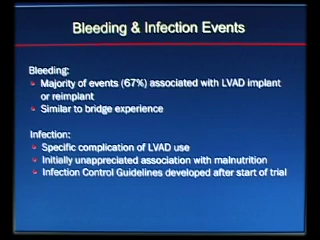 Bleeding & Infection Events
Bleeding:
Majority of events (67%) associated with LVAD implant
or reimplant
Similar to bridge experience
Infection:
Specific complication of LVAD use
Initially unappreciated association with malnutrition
Infection Control Guidelines developed after start of trial